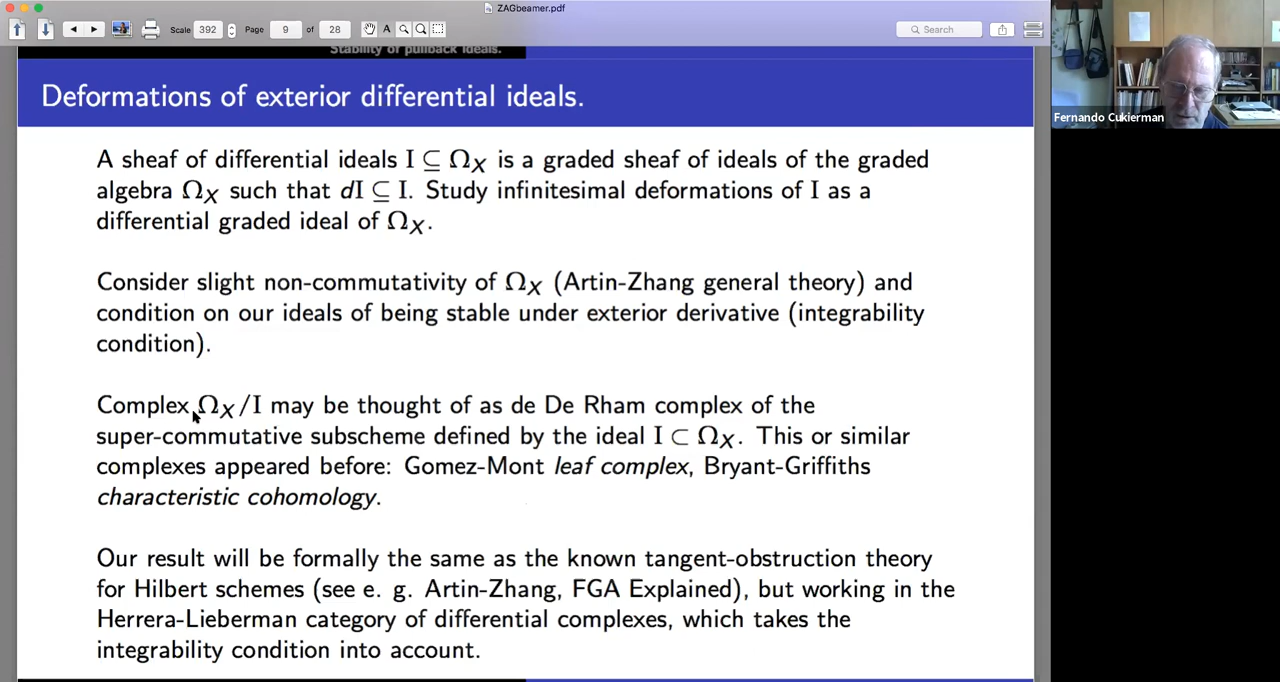 ZAGbeamer.pdf
Scale 392 Page 9 of 28 A Search
Stability of pullback ideals.
Fernando Cukierman
Deformations of exterior differential ideals.
A sheaf of differential ideals I ⊆ Ω_X is a graded sheaf of ideals of the graded
algebra Ω_X such that dI ⊆ I. Study infinitesimal deformations of I as a
differential graded ideal of Ω_X.
Consider slight non-commutativity of Ω_X (Artin-Zhang general theory) and
condition on our ideals of being stable under exterior derivative (integrability
condition).
Complex Ω_X/I may be thought of as de De Rham complex of the
super-commutative subscheme defined by the ideal I ⊂ Ω_X. This or similar
complexes appeared before: Gomez-Mont leaf complex, Bryant-Griffiths
characteristic cohomology.
Our result will be formally the same as the known tangent-obstruction theory
for Hilbert schemes (see e. g. Artin-Zhang, FGA Explained), but working in the
Herrera-Lieberman category of differential complexes, which takes the
integrability condition into account.